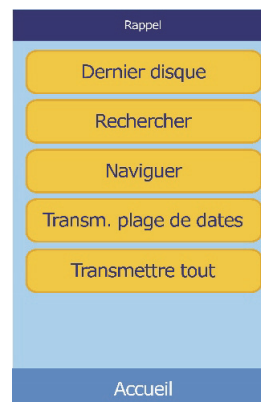 Rappel
Dernier disque
Rechercher
Naviguer
Transm. plage de dates
Transmettre tout
Accueil